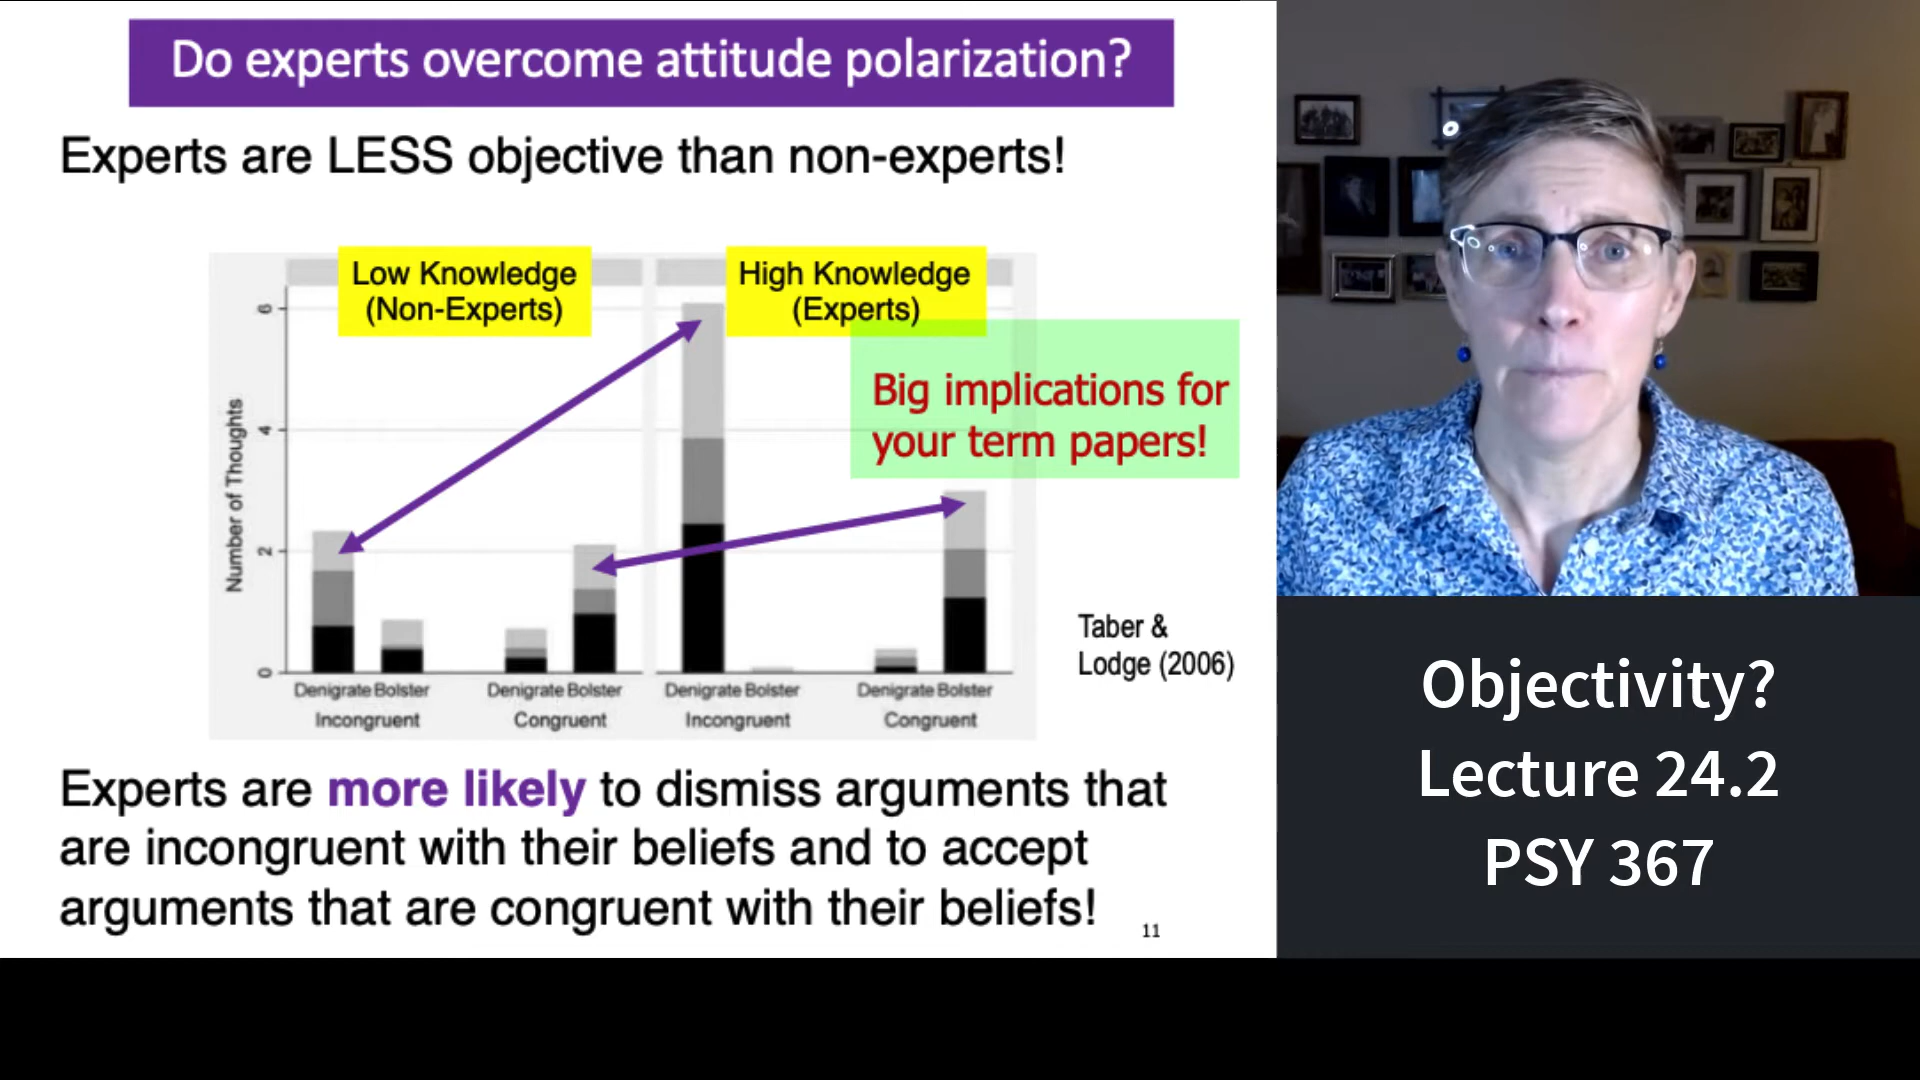 Do experts overcome attitude polarization?
Experts are LESS objective than non-experts!
Low Knowledge
(Non-Experts)
High Knowledge
(Experts)
Big implications for
your term papers!
Number of Thoughts
6
4
2
0
Denigrate Bolster
Incongruent
Denigrate Bolster
Congruent
Denigrate Bolster
Incongruent
Denigrate Bolster
Congruent
Taber &
Lodge (2006)
Experts are more likely to dismiss arguments that
are incongruent with their beliefs and to accept
arguments that are congruent with their beliefs!
11
Objectivity?
Lecture 24.2
PSY 367